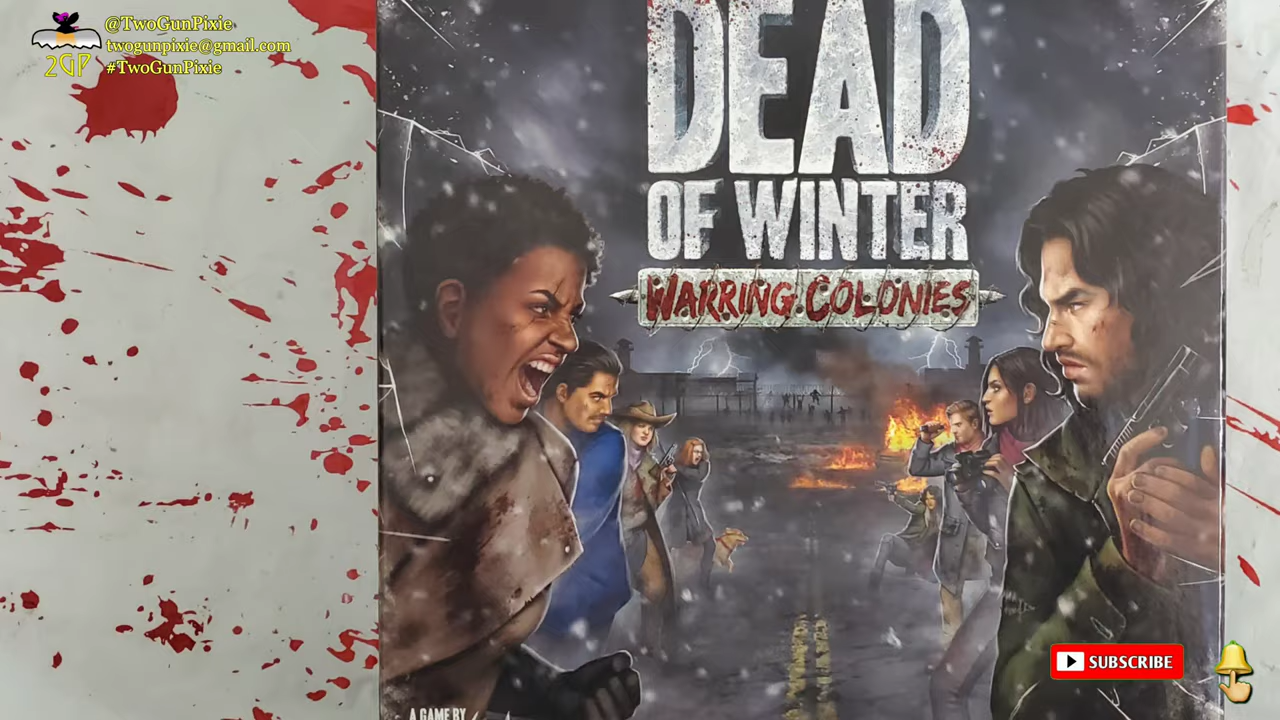 @TwoGunPixie
twogunpixie@gmail.com
2GP
#TwoGunPixie
DEAD
OF WINTER
WARRING COLONIES
SUBSCRIBE
A GAME BY